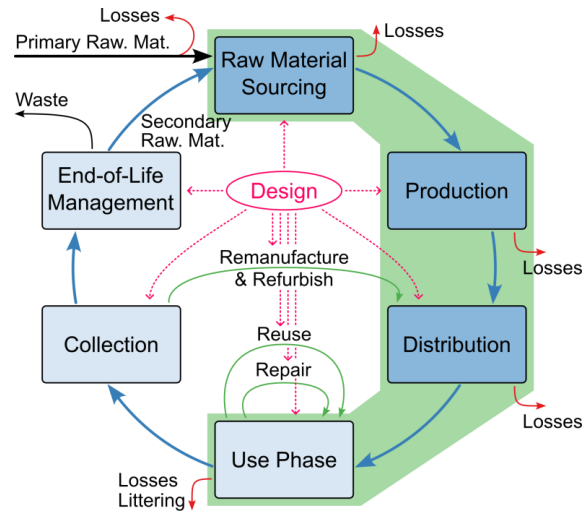 Losses
Primary Raw. Mat.
Losses
Raw Material
Sourcing
Waste
Secondary
Raw. Mat.
End-of-Life
Management
Design
Production
Remanufacture
& Refurbish
Losses
Collection
Reuse
Repair
Distribution
Losses
Use Phase
Losses
Littering